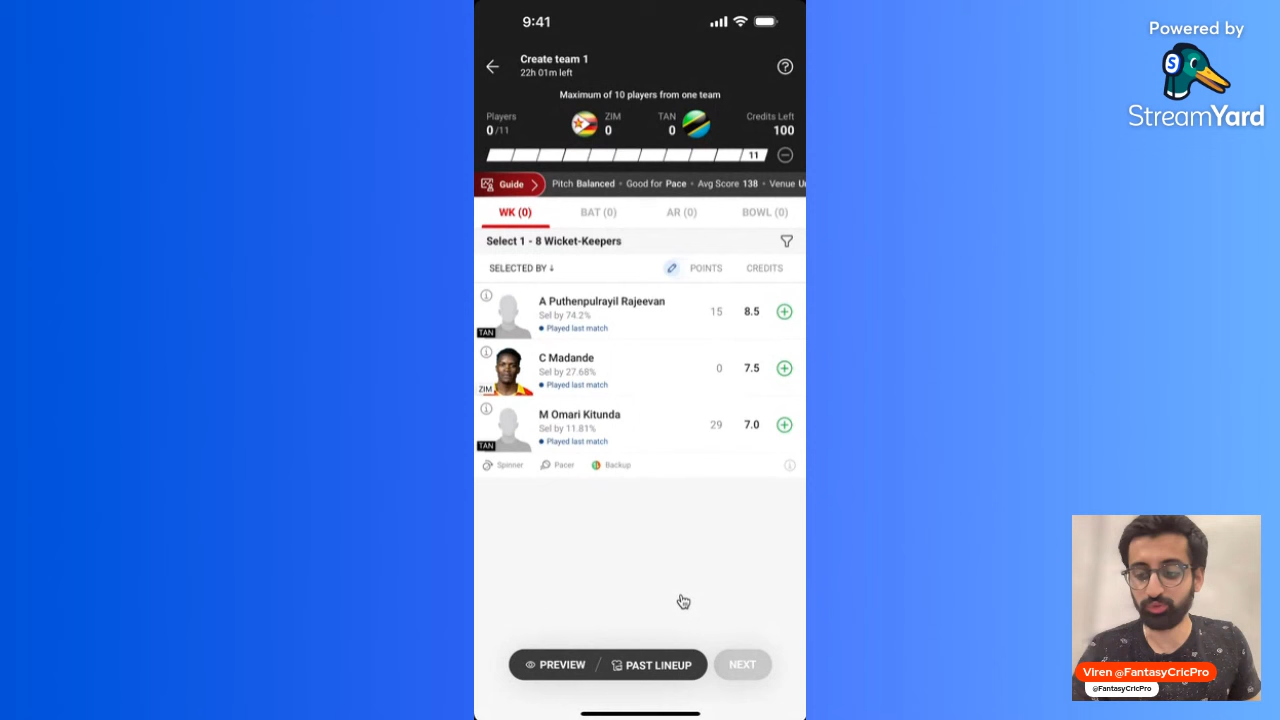 9:41
Powered by
StreamYard
Create team 1
22h 01m left
Maximum of 10 players from one team
Players
0/11
ZIM
0
TAN
0
Credits Left
100
11
Guide
Pitch Balanced • Good for Pace • Avg Score 138 • Venue
WK (0)
BAT (0)
AR (0)
BOWL (0)
Select 1 - 8 Wicket-Keepers
SELECTED BY ↓
POINTS
CREDITS
A Puthenpulrayil Rajeevan
Sel by 74.2%
Played last match
TAN
15
8.5
C Madande
Sel by 27.68%
Played last match
ZIM
0
7.5
M Omari Kitunda
Sel by 11.81%
Played last match
TAN
29
7.0
Spinner
Pacer
Backup
PREVIEW / PAST LINEUP
NEXT
Viren @FantasyCricPro
@FantasyCricPro